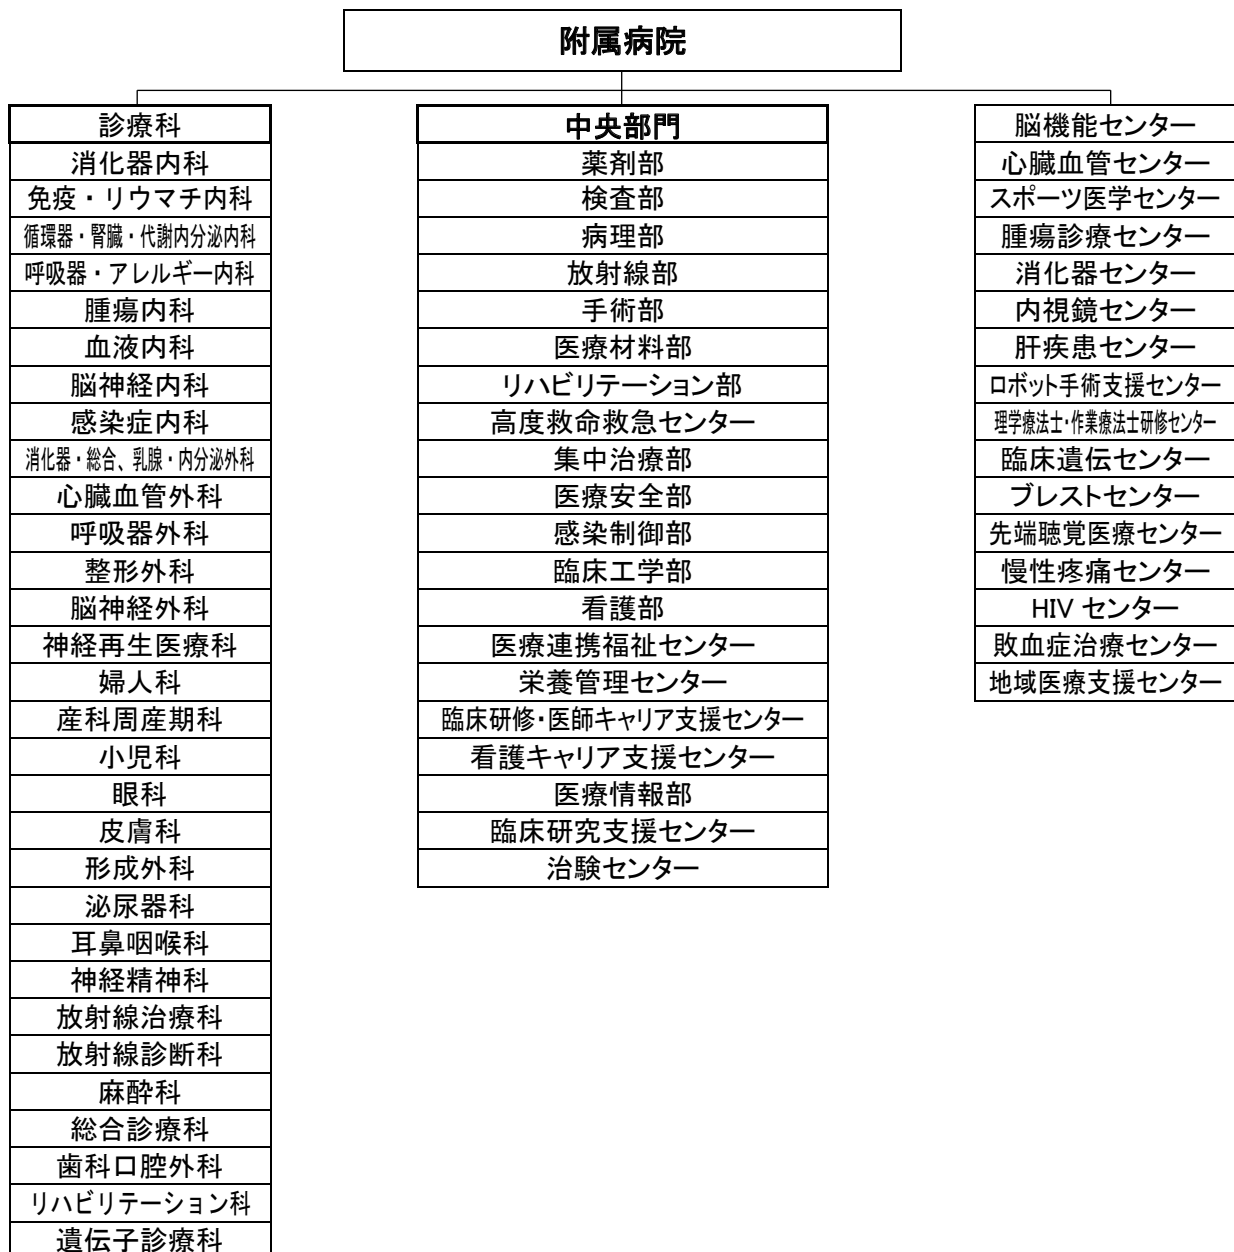 附属病院
診療科
消化器内科
免疫・リウマチ内科
循環器・腎臓・代謝内分泌内科
呼吸器・アレルギー内科
腫瘍内科
血液内科
脳神経内科
感染症内科
消化器・総合、乳腺・内分泌外科
心臓血管外科
呼吸器外科
整形外科
脳神経外科
神経再生医療科
婦人科
産科周産期科
小児科
眼科
皮膚科
形成外科
泌尿器科
耳鼻咽喉科
神経精神科
放射線治療科
放射線診断科
麻酔科
総合診療科
歯科口腔外科
リハビリテーション科
遺伝子診療科
中央部門
薬剤部
検査部
病理部
放射線部
手術部
医療材料部
リハビリテーション部
高度救命救急センター
集中治療部
医療安全部
感染制御部
臨床工学部
看護部
医療連携福祉センター
栄養管理センター
臨床研修・医師キャリア支援センター
看護キャリア支援センター
医療情報部
臨床研究支援センター
治験センター
脳機能センター
心臓血管センター
スポーツ医学センター
腫瘍診療センター
消化器センター
内視鏡センター
肝疾患センター
ロボット手術支援センター
理学療法士・作業療法士研修センター
臨床遺伝センター
ブレストセンター
先端聴覚医療センター
慢性疼痛センター
HIV センター
敗血症治療センター
地域医療支援センター